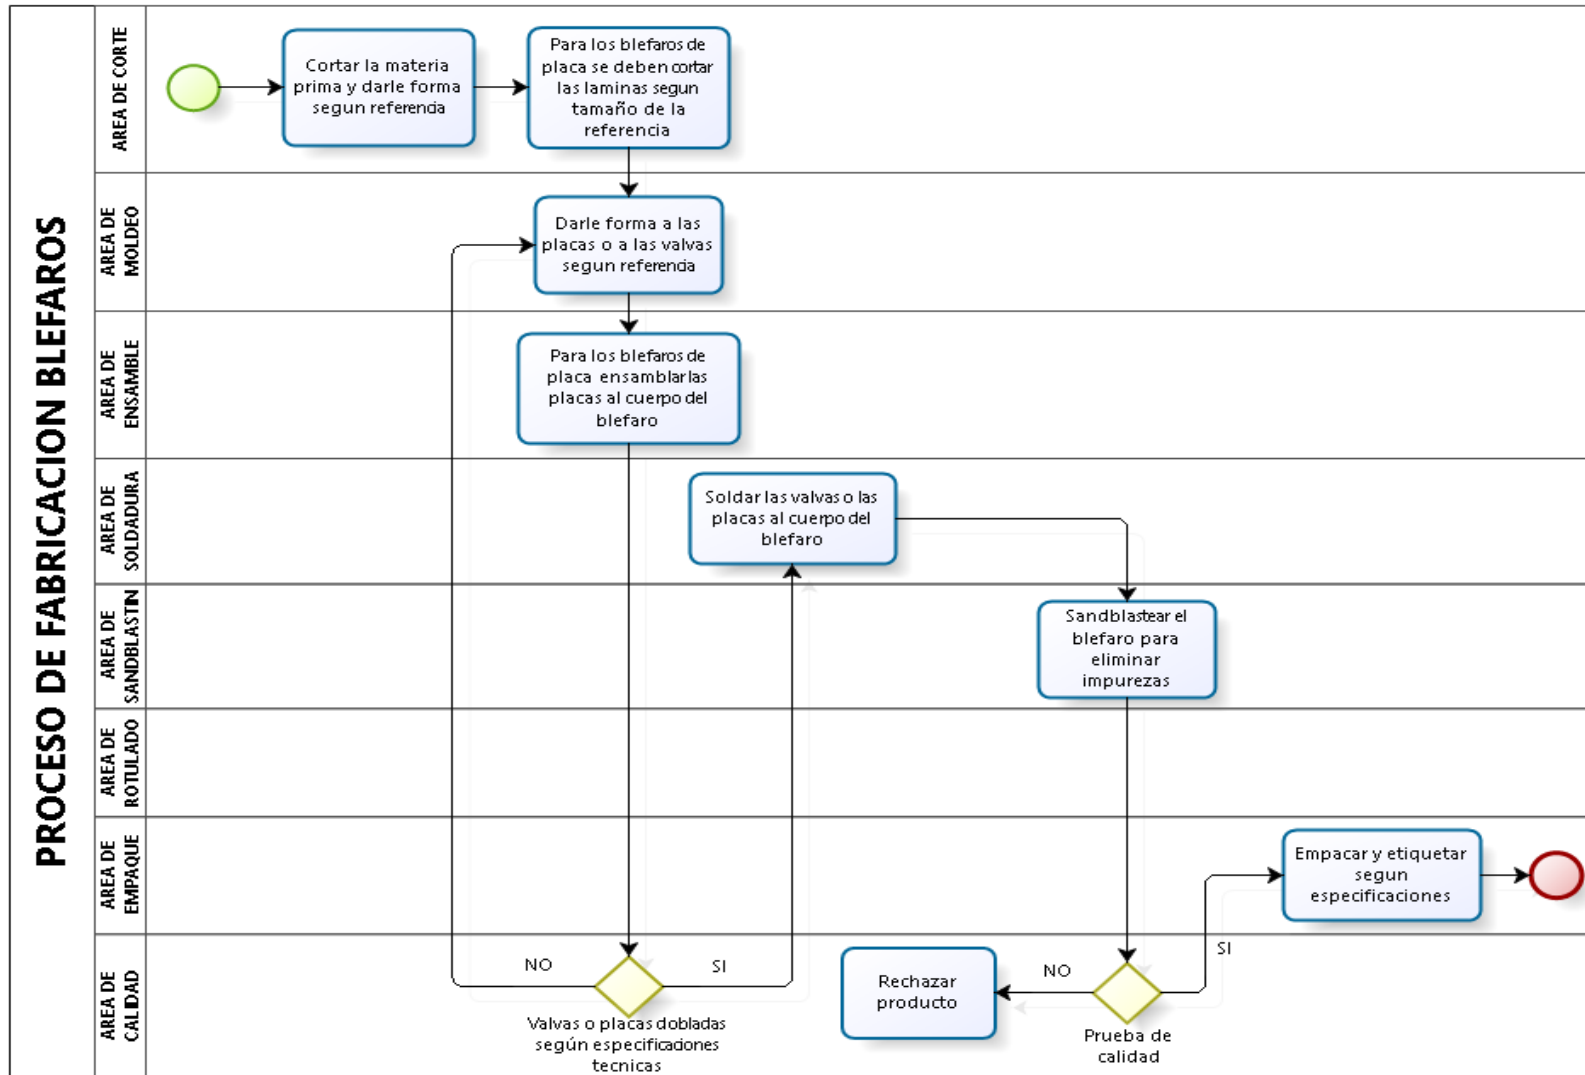 PROCESO DE FABRICACION BLEFAROS
AREA DE CORTE
Cortar la materia
prima y darle forma
segun referencia
Para los blefaros de
placa se deben cortar
las laminas segun
tamaño de la
referencia
AREA DE
MOLDEO
Darle forma a las
placas o a las valvas
segun referencia
AREA DE
ENSAMBLE
Para los blefaros de
placa ensamblarlas
placas al cuerpo del
blefaro
AREA DE
SOLDADURA
Soldar las valvas o las
placas al cuerpo del
blefaro
AREA DE
SANDBLASTIN
Sandblastear el
blefaro para
eliminar
impurezas
AREA DE
ROTULADO
AREA DE
EMPAQUE
Empacar y etiquetar
segun
especificaciones
AREA DE
CALIDAD
NO
SI
Valvas o placas dobladas
según especificaciones
tecnicas
Rechazar
producto
NO
SI
Prueba de
calidad